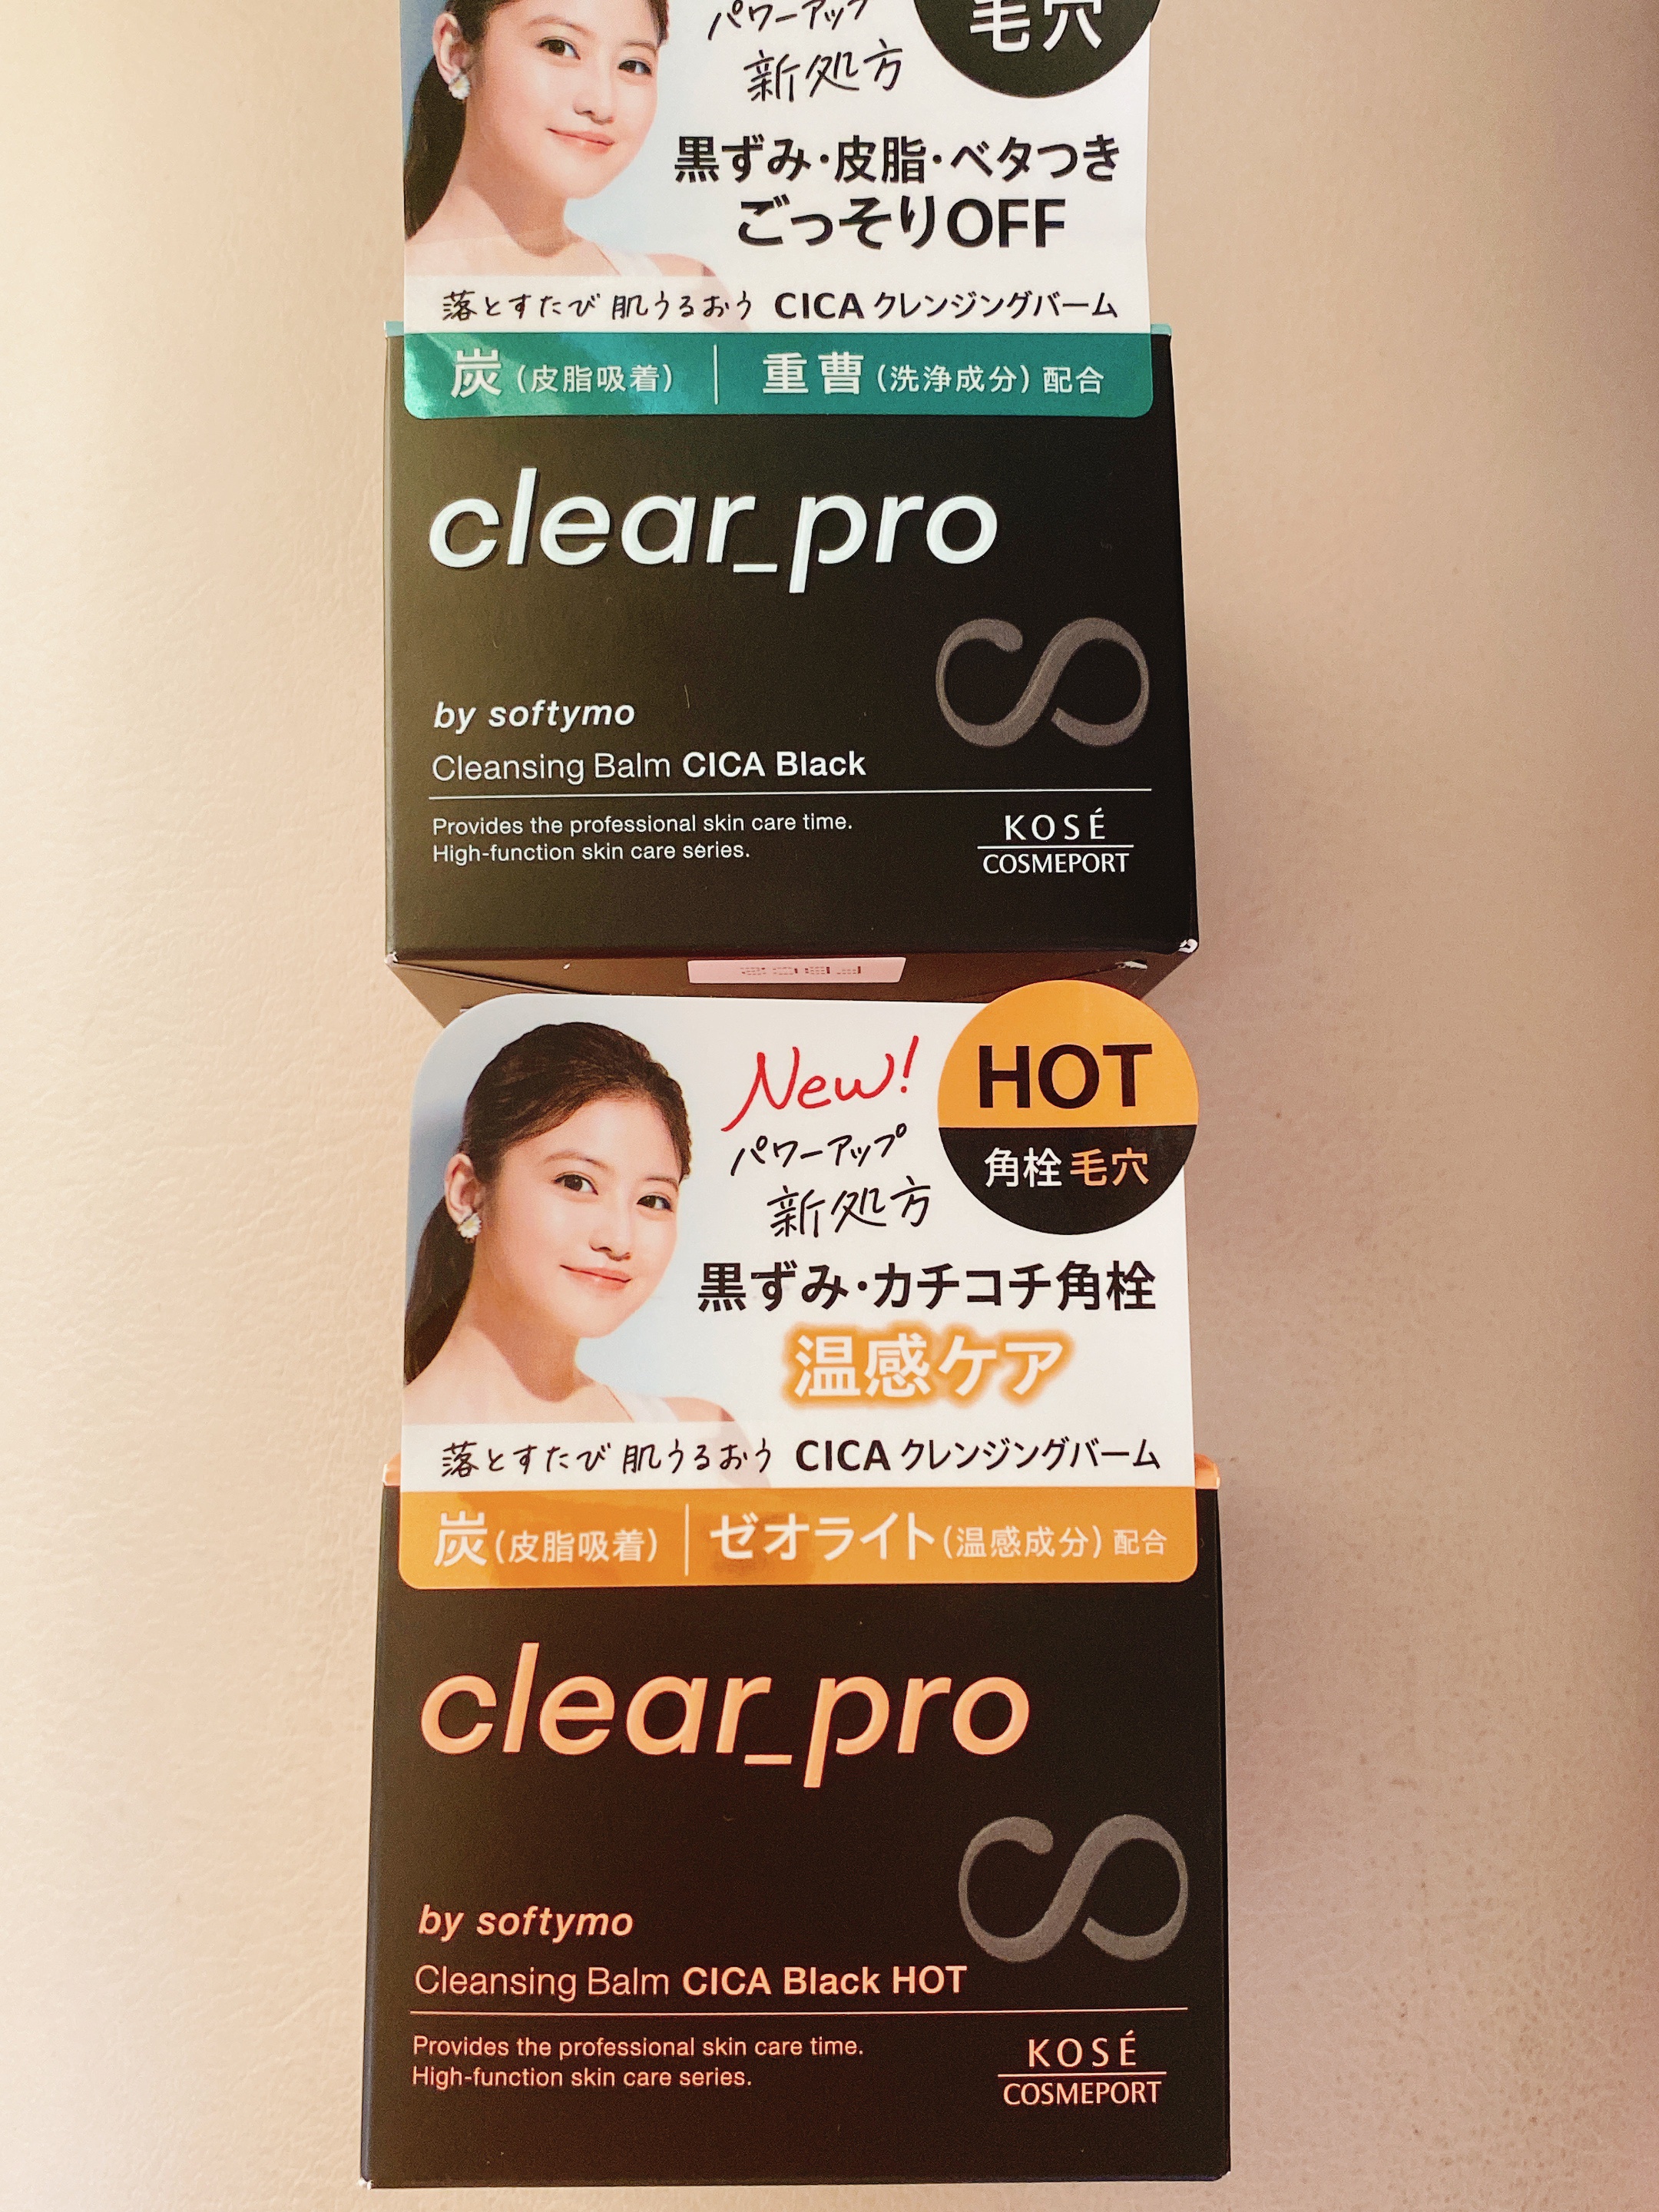 パワーアップ
新処方
毛穴
黒ずみ・皮脂・ベタつき
ごっそりOFF
落とすたび 肌うるおう CICA クレンジングバーム
炭(皮脂吸着) 重曹(洗浄成分)配合
clear_pro
by softymo
Cleansing Balm CICA Black
Provides the professional skin care time.
High-function skin care series.
KOSÉ
COSMEPORT
New!
パワーアップ
新処方
HOT
角栓 毛穴
黒ずみ・カチコチ角栓
温感ケア
落とすたび 肌うるおう CICA クレンジングバーム
炭(皮脂吸着) ゼオライト(温感成分)配合
clear_pro
by softymo
Cleansing Balm CICA Black HOT
Provides the professional skin care time.
High-function skin care series.
KOSÉ
COSMEPORT